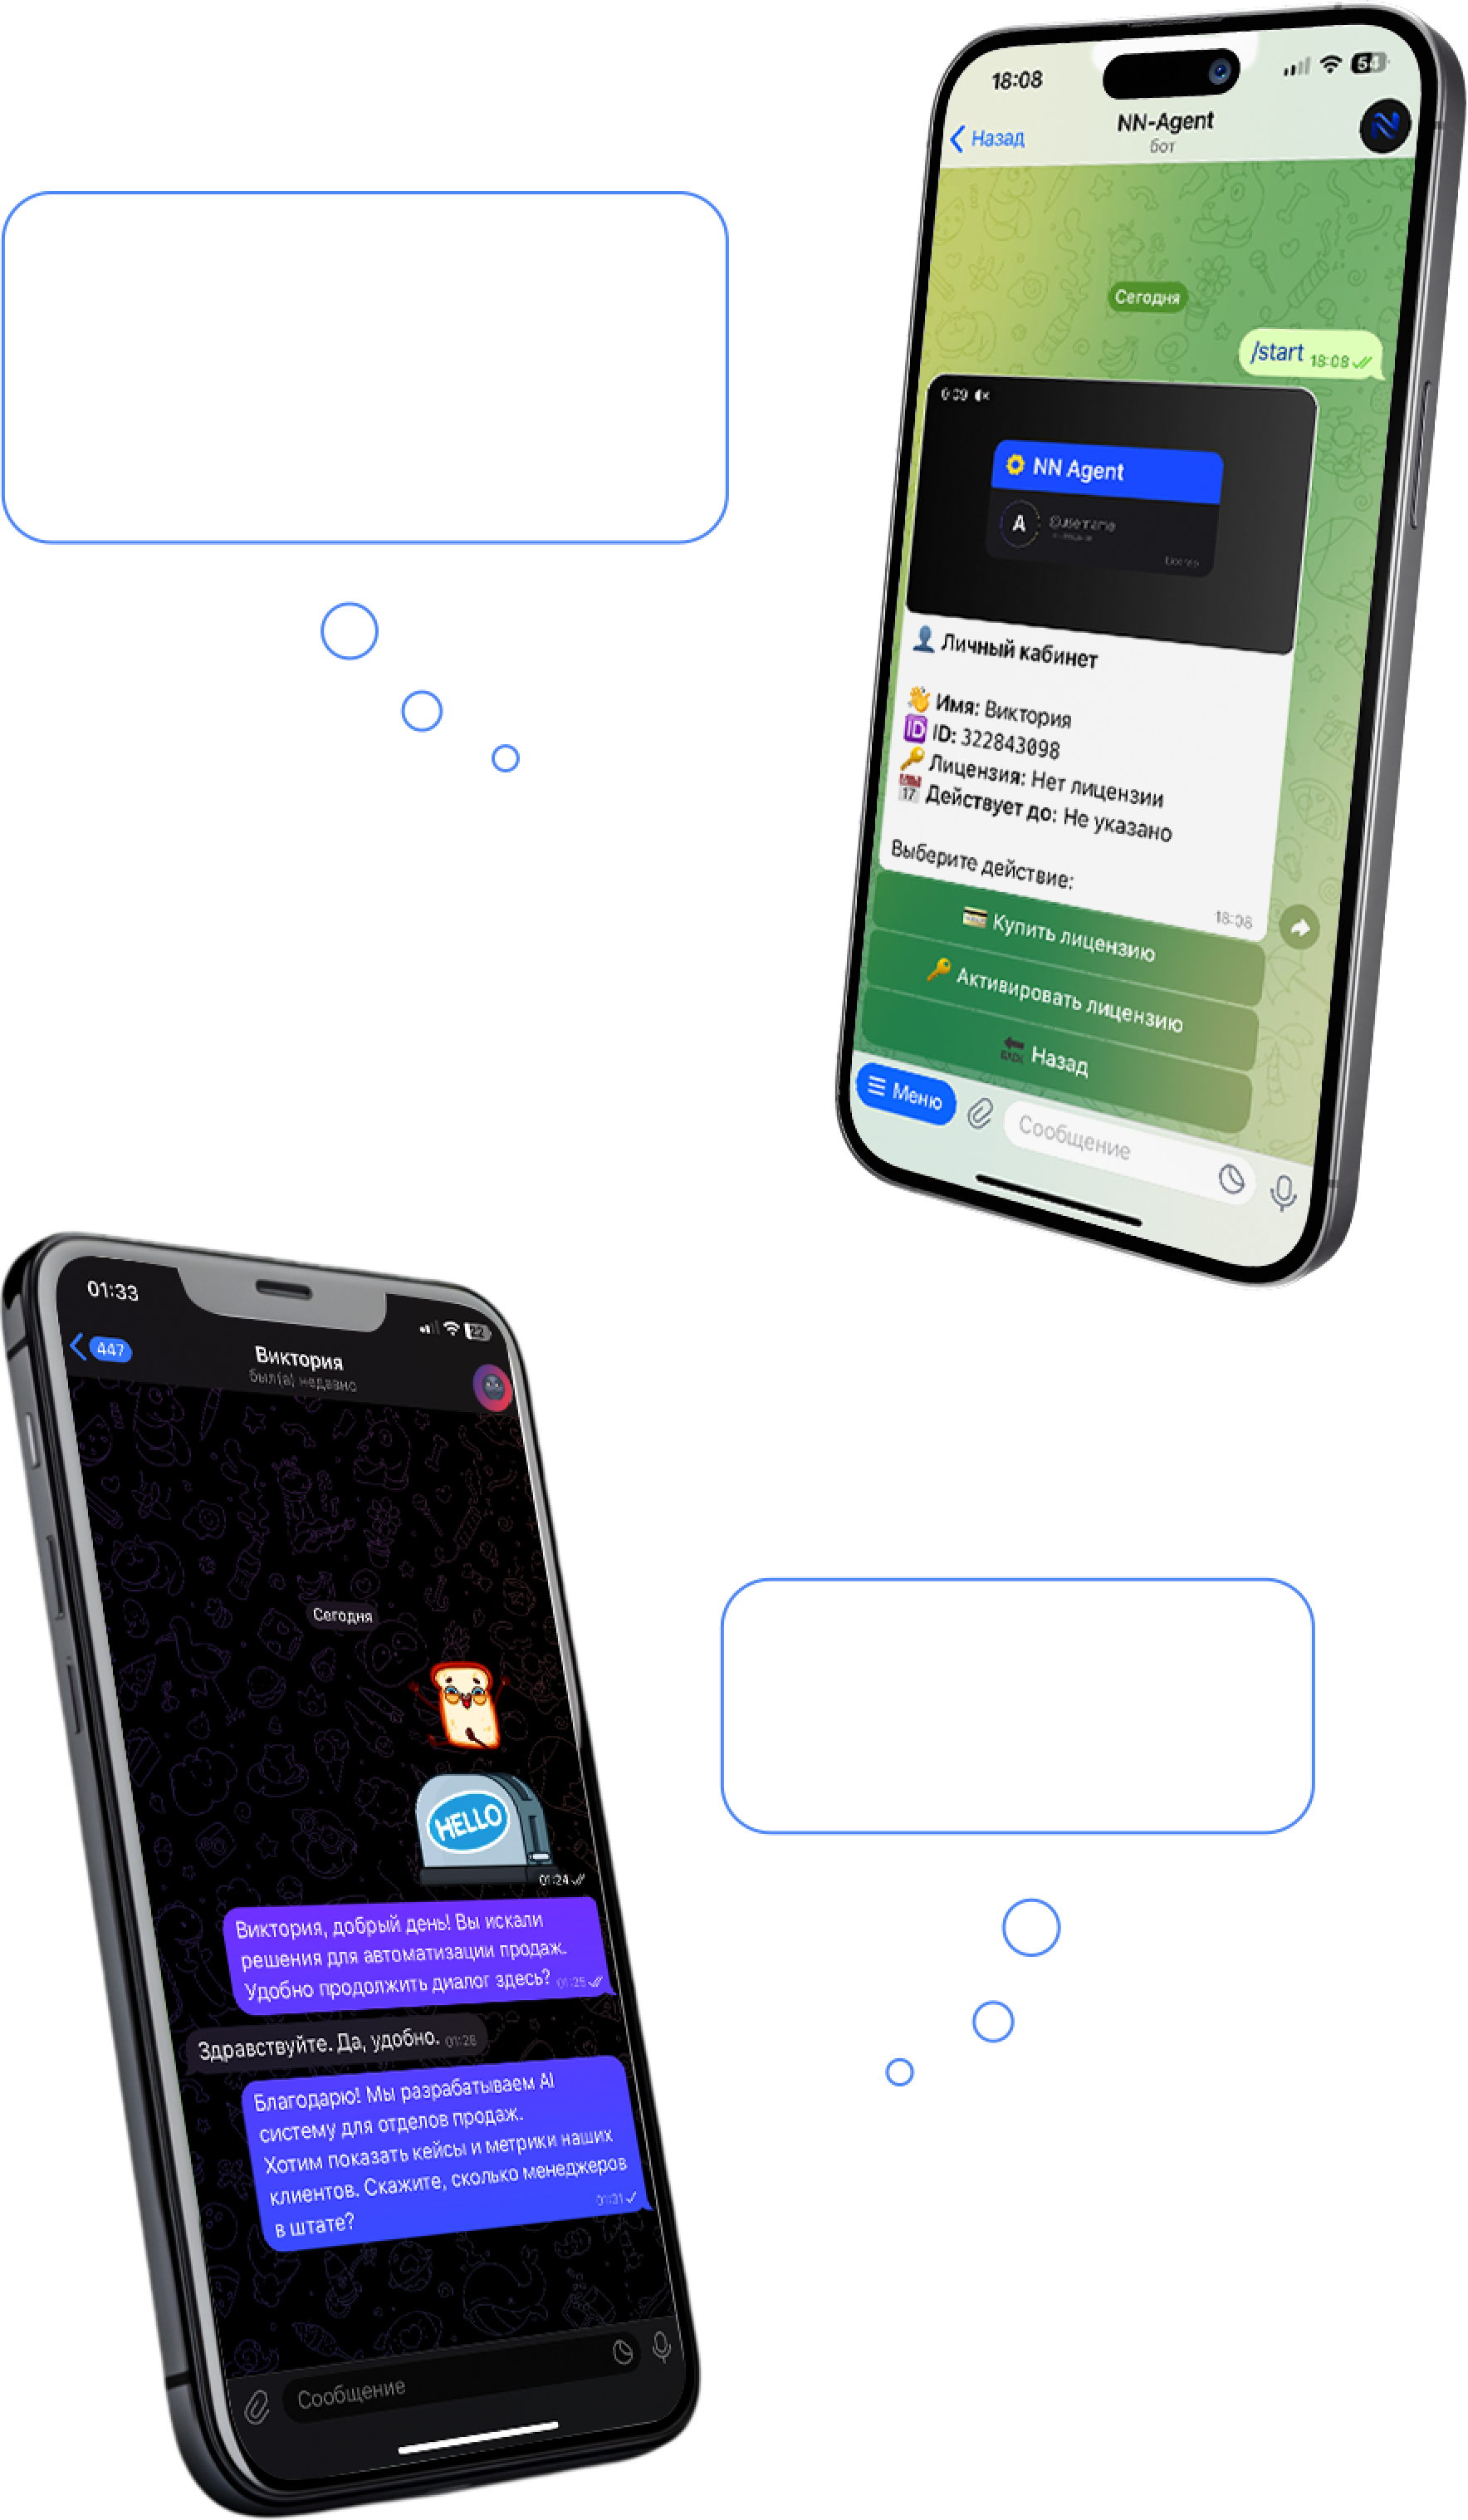 18:08
54
Назад
NN-Agent
бот
Сегодня
/start 18:08
NN Agent
A
@username
👤 Личный кабинет
👋 Имя: Виктория
🆔 ID: 322843098
🔑 Лицензия: Нет лицензии
📅 Действует до: Не указано
Выберите действие:
18:08
💳 Купить лицензию
🔑 Активировать лицензию
🔙 Назад
Меню
Сообщение
01:33
22
447
Виктория
был(а) недавно
Сегодня
HELLO
01:24
Виктория, добрый день! Вы искали
решения для автоматизации продаж.
Удобно продолжить диалог здесь? 01:25
Здравствуйте. Да, удобно. 01:26
Благодарю! Мы разрабатываем AI
систему для отделов продаж.
Хотим показать кейсы и метрики наших
клиентов. Скажите, сколько менеджеров
в штате?
01:31
Сообщение